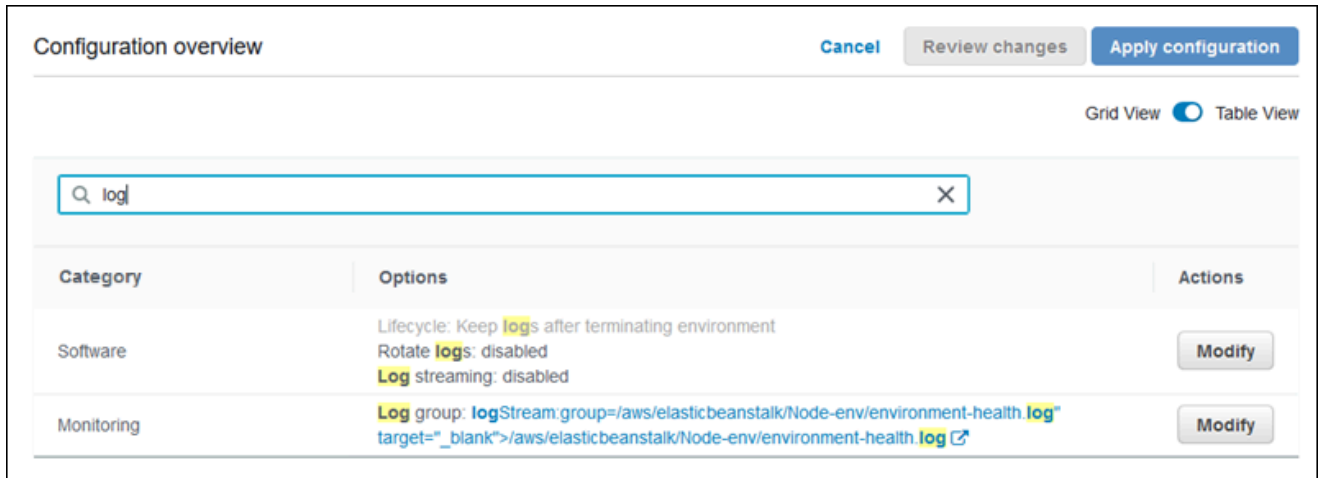 Configuration overview
Cancel
Review changes
Apply configuration
Grid View
Table View
log
Category
Options
Actions
Software
Lifecycle: Keep logs after terminating environment
Rotate logs: disabled
Log streaming: disabled
Modify
Monitoring
Log group: logStream:group=/aws/elasticbeanstalk/Node-env/environment-health.log"
target="_blank">/aws/elasticbeanstalk/Node-env/environment-health.log
Modify